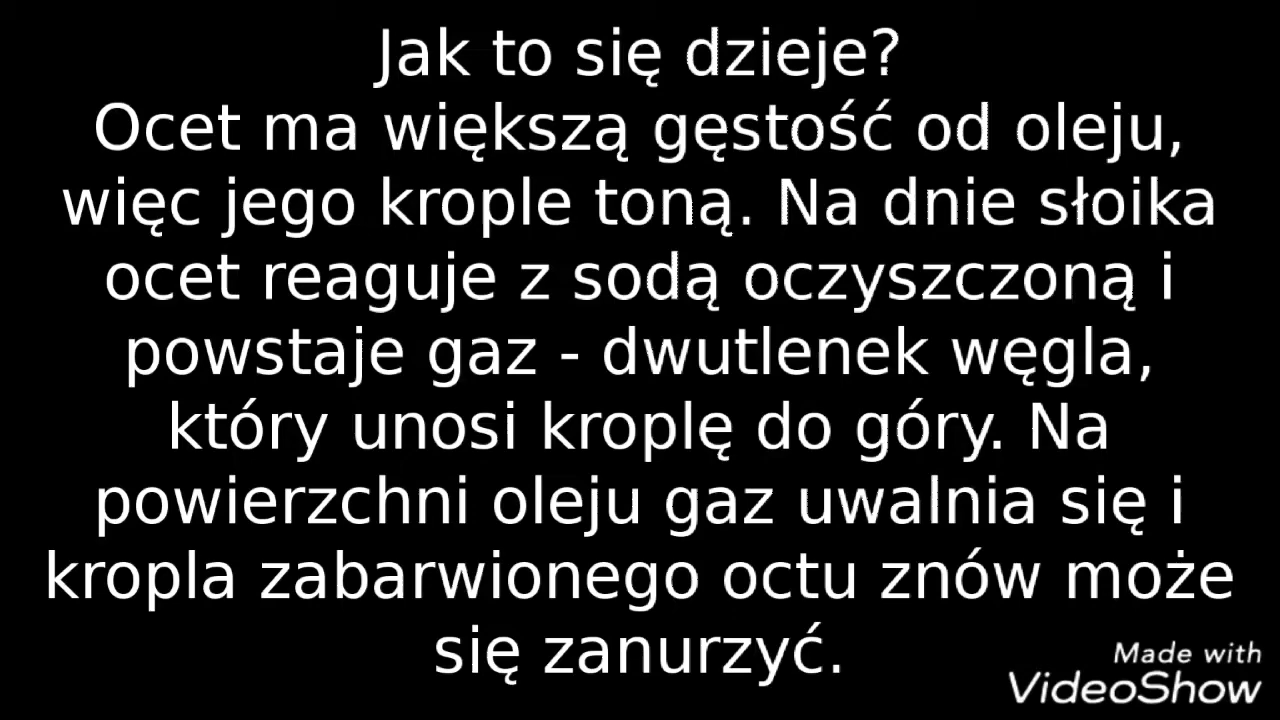 Jak to się dzieje?
Ocet ma większą gęstość od oleju,
więc jego krople toną. Na dnie słoika
ocet reaguje z sodą oczyszczoną i
powstaje gaz - dwutlenek węgla,
który unosi kroplę do góry. Na
powierzchni oleju gaz uwalnia się i
kropla zabarwionego octu znów może
się zanurzyć.
Made with
VideoShow